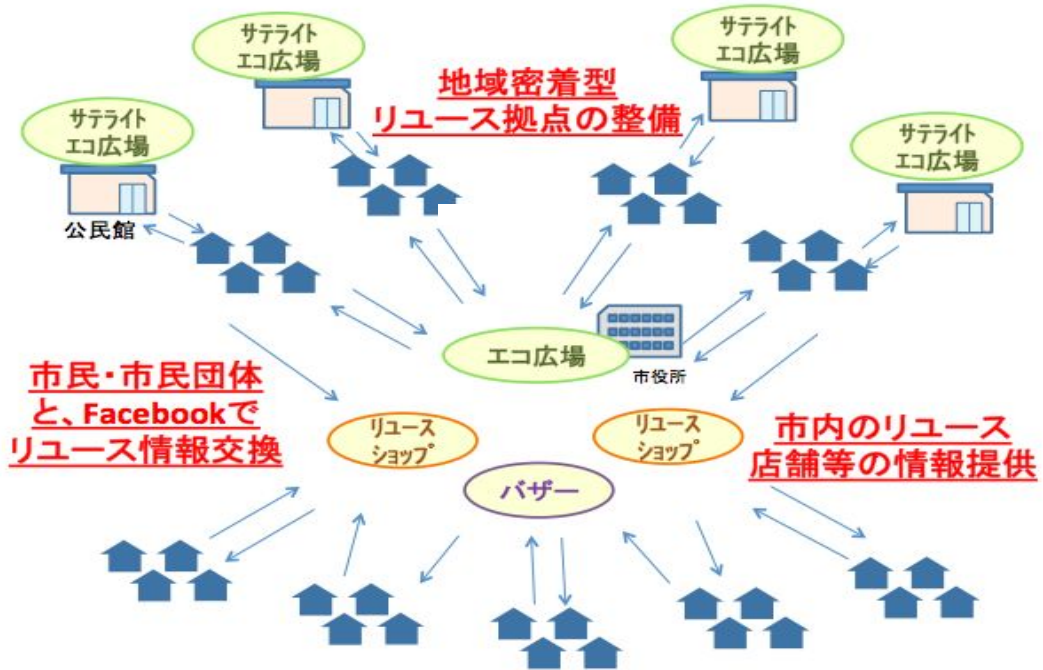 サテライト
エコ広場
サテライト
エコ広場
地域密着型
リユース拠点の整備
サテライト
エコ広場
サテライト
エコ広場
公民館
エコ広場
市役所
市民・市民団体
と、Facebookで
リユース情報交換
リユース
ショップ
リユース
ショップ
市内のリユース
店舗等の情報提供
バザー